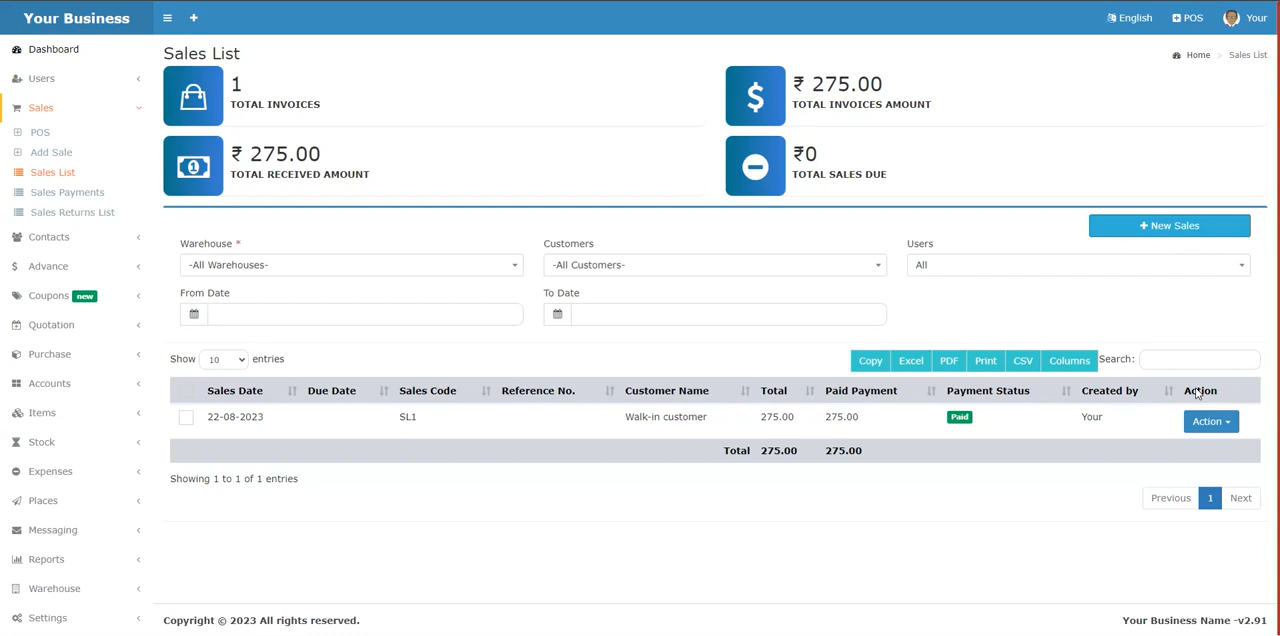 Your Business
English
POS
Your
Dashboard
Users
Sales
POS
Add Sale
Sales List
Sales Payments
Sales Returns List
Contacts
Advance
Coupons new
Quotation
Purchase
Accounts
Items
Stock
Expenses
Places
Messaging
Reports
Warehouse
Settings
Sales List
Home > Sales List
1
TOTAL INVOICES
₹ 275.00
TOTAL INVOICES AMOUNT
₹ 275.00
TOTAL RECEIVED AMOUNT
₹0
TOTAL SALES DUE
+ New Sales
Warehouse *
-All Warehouses-
Customers
-All Customers-
Users
All
From Date
To Date
Show 10 entries
Copy Excel PDF Print CSV Columns Search:
Sales Date Due Date Sales Code Reference No. Customer Name Total Paid Payment Payment Status Created by Action
22-08-2023 SL1 Walk-in customer 275.00 275.00 Paid Your Action
Total 275.00 275.00
Showing 1 to 1 of 1 entries
Previous 1 Next
Copyright © 2023 All rights reserved.
Your Business Name -v2.91